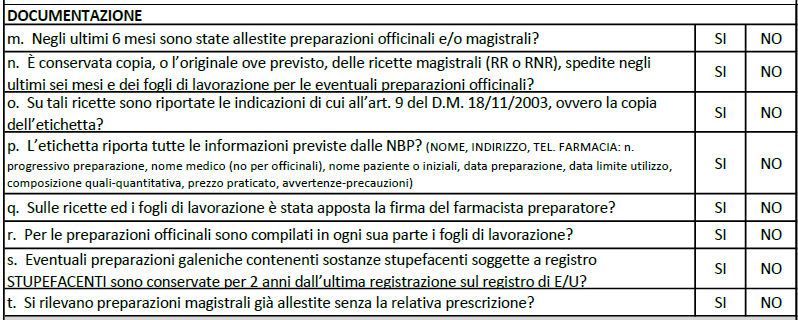 DOCUMENTAZIONE
m. Negli ultimi 6 mesi sono state allestite preparazioni officinali e/o magistrali? SI NO
n. È conservata copia, o l'originale ove previsto, delle ricette magistrali (RR o RNR), spedite negli
ultimi sei mesi e dei fogli di lavorazione per le eventuali preparazioni officinali? SI NO
o. Su tali ricette sono riportate le indicazioni di cui all'art. 9 del D.M. 18/11/2003, ovvero la copia
dell'etichetta? SI NO
p. L'etichetta riporta tutte le informazioni previste dalle NBP? (NOME, INDIRIZZO, TEL. FARMACIA: n.
progressivo preparazione, nome medico (no per officinali), nome paziente o iniziali, data preparazione, data limite utilizzo, SI NO
composizione quali-quantitativa, prezzo praticato, avvertenze-precauzioni)
q. Sulle ricette ed i fogli di lavorazione è stata apposta la firma del farmacista preparatore? SI NO
r. Per le preparazioni officinali sono compilati in ogni sua parte i fogli di lavorazione? SI NO
s. Eventuali preparazioni galeniche contenenti sostanze stupefacenti soggette a registro
STUPEFACENTI sono conservate per 2 anni dall'ultima registrazione sul registro di E/U? SI NO
t. Si rilevano preparazioni magistrali già allestite senza la relativa prescrizione? SI NO